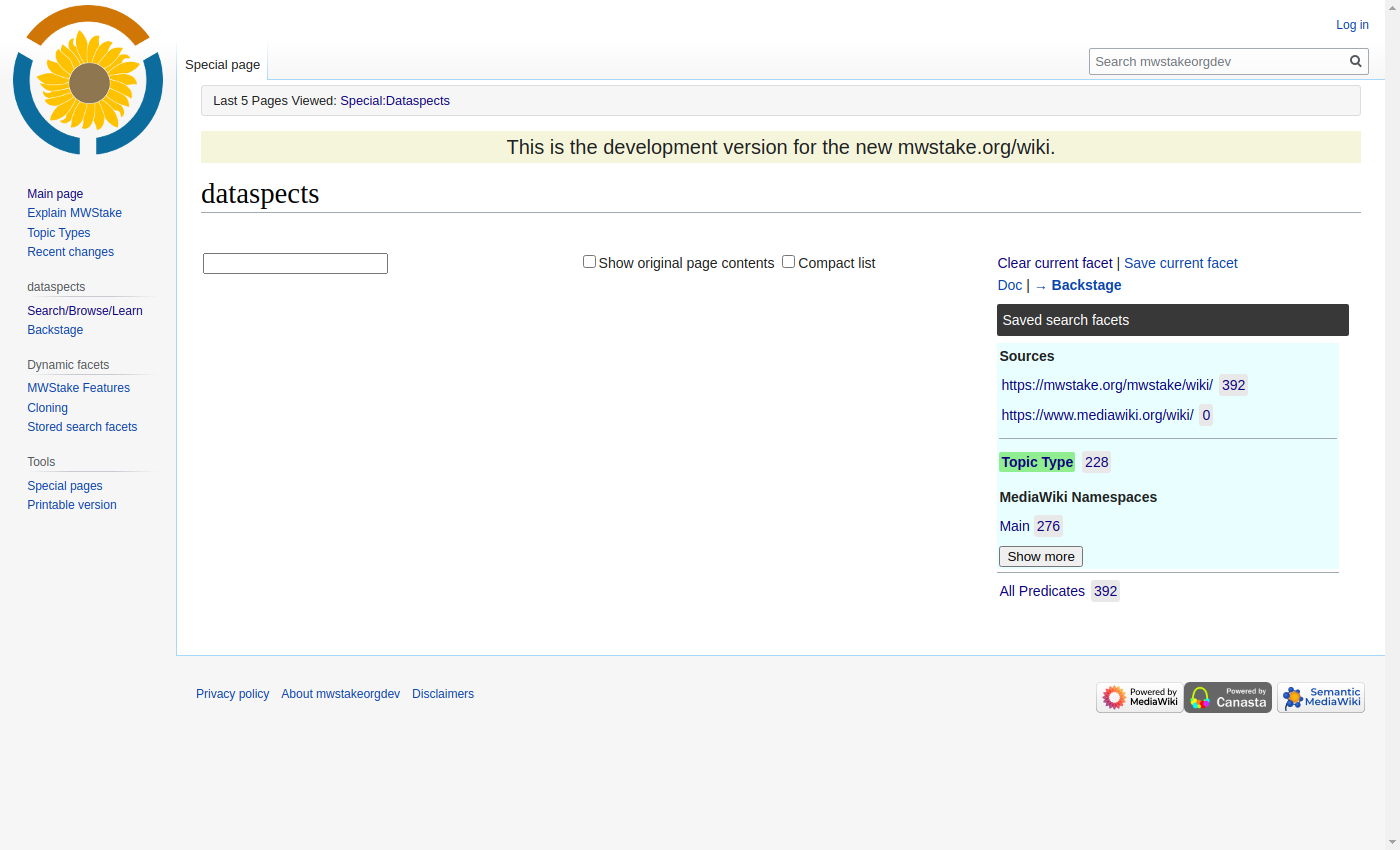 Log in
Special page
Search mwstakeorgdev
Last 5 Pages Viewed: Special:Dataspects
This is the development version for the new mwstake.org/wiki.
dataspects
Main page
Explain MWStake
Topic Types
Recent changes
dataspects
Search/Browse/Learn
Backstage
Dynamic facets
MWStake Features
Cloning
Stored search facets
Tools
Special pages
Printable version
Show original page contents Compact list
Clear current facet | Save current facet
Doc | → Backstage
Saved search facets
Sources
https://mwstake.org/mwstake/wiki/ 392
https://www.mediawiki.org/wiki/ 0
Topic Type 228
MediaWiki Namespaces
Main 276
Show more
All Predicates 392
Privacy policy About mwstakeorgdev Disclaimers
Powered by
MediaWiki
Powered by
Canasta
Semantic
MediaWiki